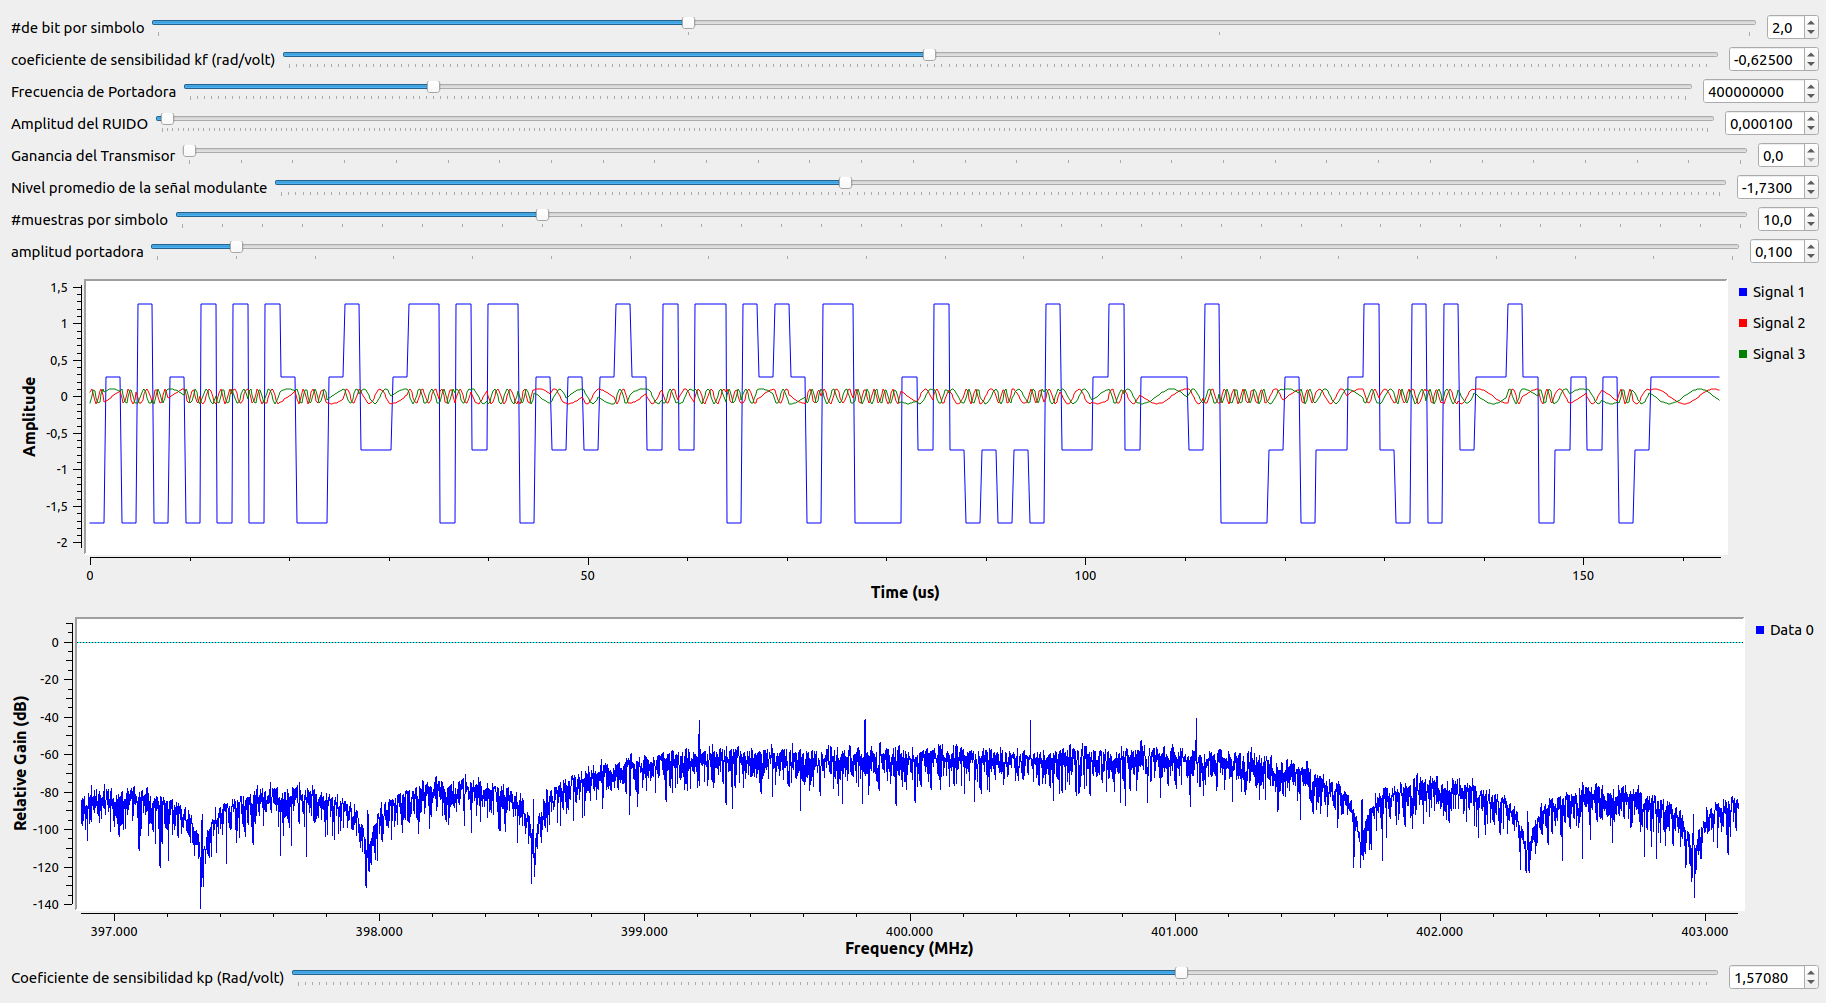 #de bit por simbolo 2,0
coeficiente de sensibilidad kf (rad/volt) -0,62500
Frecuencia de Portadora 400000000
Amplitud del RUIDO 0,000100
Ganancia del Transmisor 0,0
Nivel promedio de la señal modulante -1,7300
#muestras por simbolo 10,0
amplitud portadora 0,100
Amplitude
1,5
1
0,5
0
-0,5
-1
-1,5
-2
Signal 1
Signal 2
Signal 3
0 50 100 150
Time (us)
Relative Gain (dB)
0
-20
-40
-60
-80
-100
-120
-140
Data 0
397.000 398.000 399.000 400.000 401.000 402.000 403.000
Frequency (MHz)
Coeficiente de sensibilidad kp (Rad/volt) 1,57080